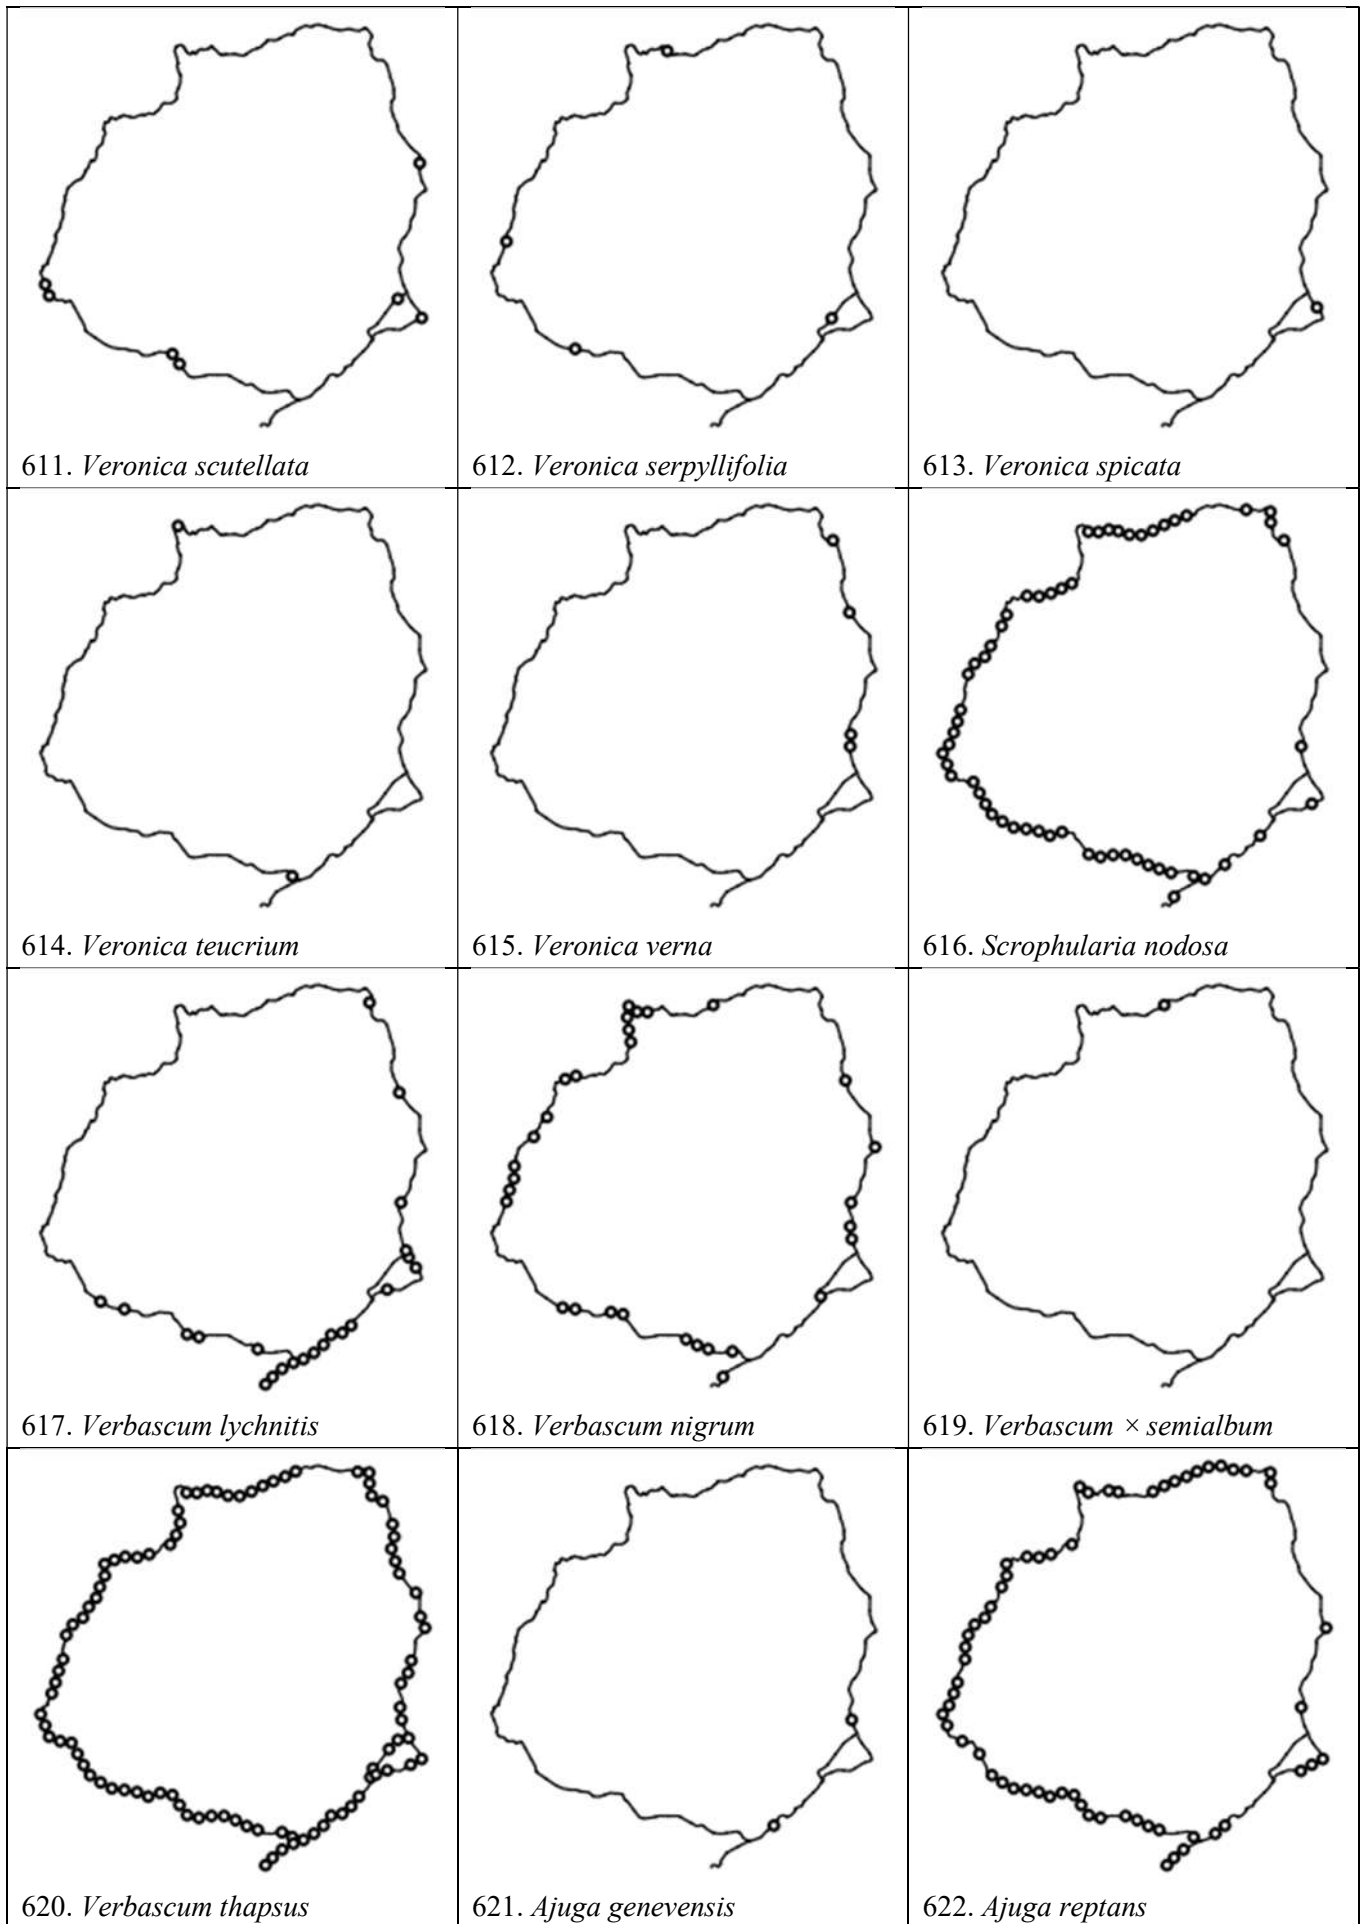 611. Veronica scutellata
612. Veronica serpyllifolia
613. Veronica spicata
614. Veronica teucrium
615. Veronica verna
616. Scrophularia nodosa
617. Verbascum lychnitis
618. Verbascum nigrum
619. Verbascum × semialbum
620. Verbascum thapsus
621. Ajuga genevensis
622. Ajuga reptans